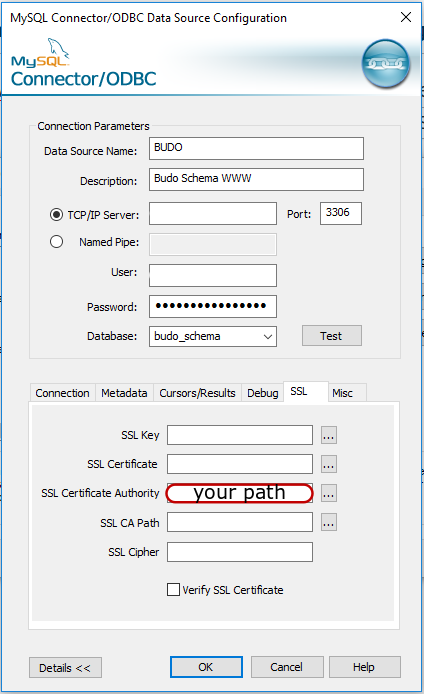 MySQL Connector/ODBC Data Source Configuration
MySQL
Connector/ODBC
Connection Parameters
Data Source Name: BUDO
Description: Budo Schema WWW
TCP/IP Server: Port: 3306
Named Pipe:
User:
Password: ••••••••••••••••
Database: budo_schema Test
Connection Metadata Cursors/Results Debug SSL Misc
SSL Key ...
SSL Certificate ...
SSL Certificate Authority your path ...
SSL CA Path ...
SSL Cipher
Verify SSL Certificate
Details << OK Cancel Help